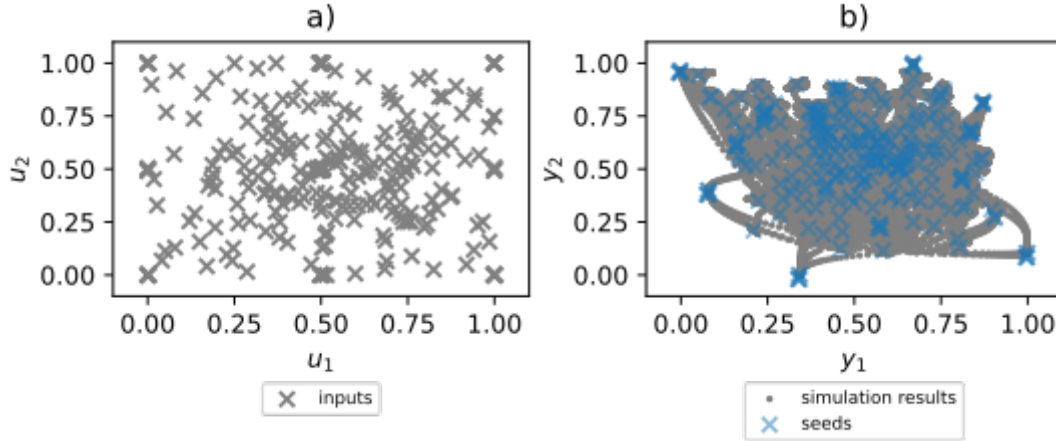 a)
b)
1.00
0.75
0.50
0.25
0.00
u₂
0.00 0.25 0.50 0.75 1.00
u₁
× inputs
1.00
0.75
0.50
0.25
0.00
y₂
0.00 0.25 0.50 0.75 1.00
y₁
simulation results
seeds